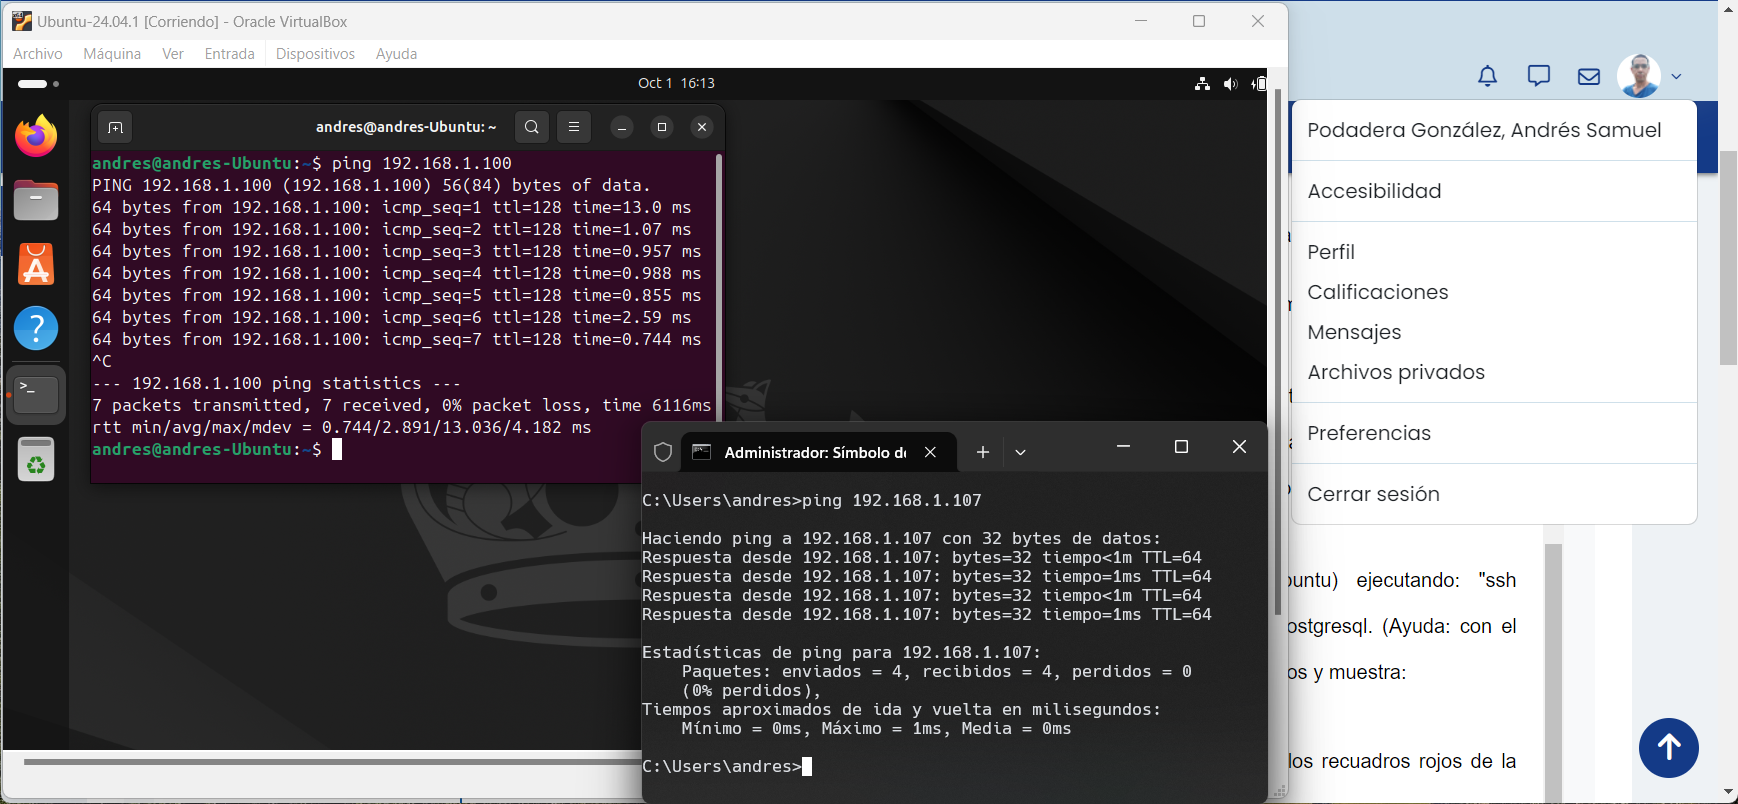 Ubuntu-24.04.1 [Corriendo] - Oracle VirtualBox
Archivo Máquina Ver Entrada Dispositivos Ayuda
Oct 1 16:13
andres@andres-Ubuntu: ~
andres@andres-Ubuntu:~$ ping 192.168.1.100
PING 192.168.1.100 (192.168.1.100) 56(84) bytes of data.
64 bytes from 192.168.1.100: icmp_seq=1 ttl=128 time=13.0 ms
64 bytes from 192.168.1.100: icmp_seq=2 ttl=128 time=1.07 ms
64 bytes from 192.168.1.100: icmp_seq=3 ttl=128 time=0.957 ms
64 bytes from 192.168.1.100: icmp_seq=4 ttl=128 time=0.988 ms
64 bytes from 192.168.1.100: icmp_seq=5 ttl=128 time=0.855 ms
64 bytes from 192.168.1.100: icmp_seq=6 ttl=128 time=2.59 ms
64 bytes from 192.168.1.100: icmp_seq=7 ttl=128 time=0.744 ms
^C
--- 192.168.1.100 ping statistics ---
7 packets transmitted, 7 received, 0% packet loss, time 6116ms
rtt min/avg/max/mdev = 0.744/2.891/13.036/4.182 ms
andres@andres-Ubuntu:~$
Administrador: Símbolo de
C:\Users\andres>ping 192.168.1.107
Haciendo ping a 192.168.1.107 con 32 bytes de datos:
Respuesta desde 192.168.1.107: bytes=32 tiempo<1m TTL=64
Respuesta desde 192.168.1.107: bytes=32 tiempo=1ms TTL=64
Respuesta desde 192.168.1.107: bytes=32 tiempo<1m TTL=64
Respuesta desde 192.168.1.107: bytes=32 tiempo=1ms TTL=64
Estadísticas de ping para 192.168.1.107:
Paquetes: enviados = 4, recibidos = 4, perdidos = 0
(0% perdidos),
Tiempos aproximados de ida y vuelta en milisegundos:
Mínimo = 0ms, Máximo = 1ms, Media = 0ms
C:\Users\andres>
Podadera González, Andrés Samuel
Accesibilidad
Perfil
Calificaciones
Mensajes
Archivos privados
Preferencias
Cerrar sesión
untu) ejecutando: "ssh
ostgresql. (Ayuda: con el
os y muestra:
los recuadros rojos de la